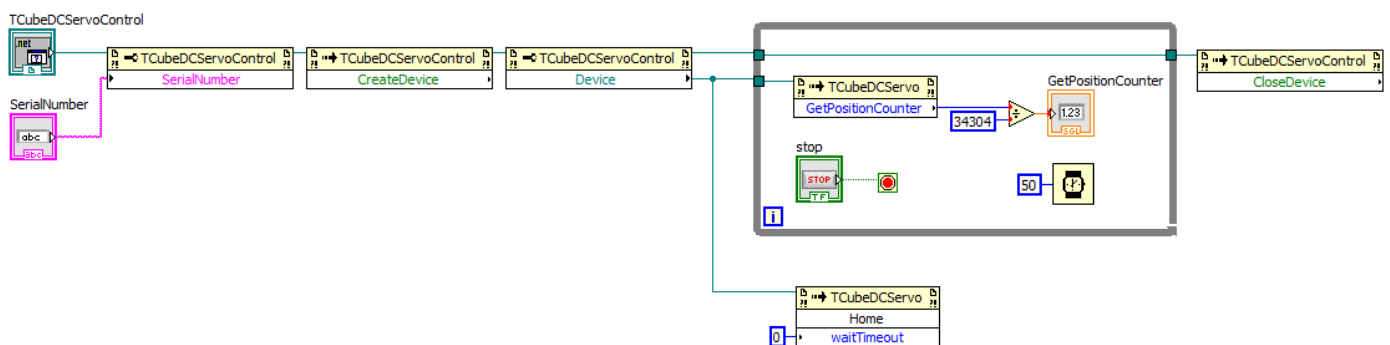 TCubeDCServoControl
.net
?
TCubeDCServoControl
SerialNumber
TCubeDCServoControl
CreateDevice
TCubeDCServoControl
Device
SerialNumber
abc
abc
TCubeDCServo
GetPositionCounter
34304
÷
GetPositionCounter
1.23
SGL
stop
STOP
TF
50
i
TCubeDCServoControl
CloseDevice
TCubeDCServo
Home
0
waitTimeout